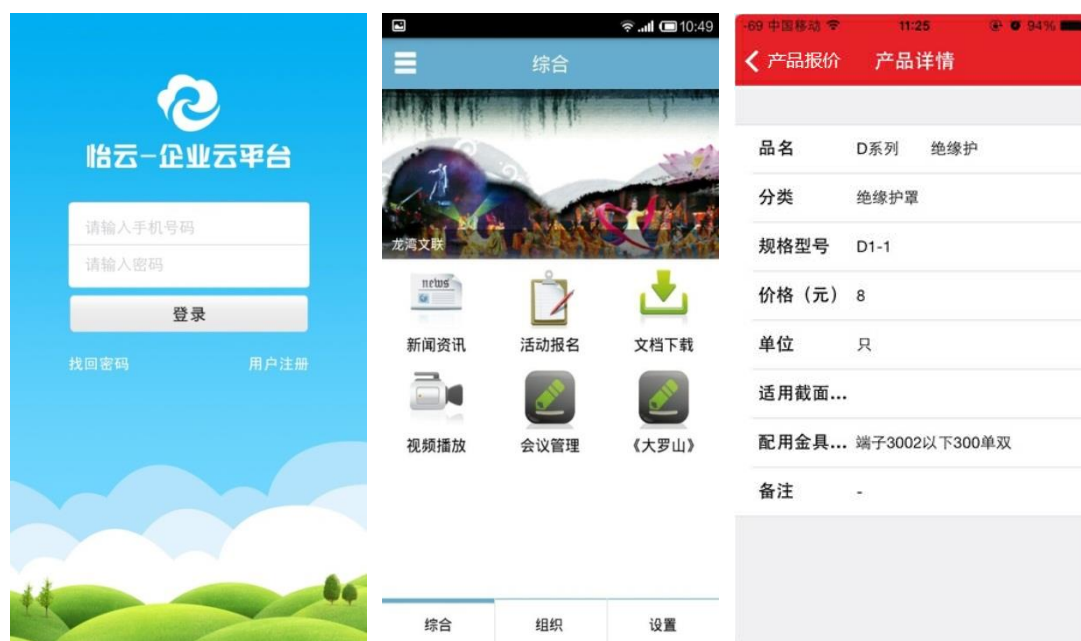 怡云-企业云平台
请输入手机号码
请输入密码
登录
找回密码 用户注册
10:49
综合
龙湾文联
news
新闻资讯 活动报名 文档下载
视频播放 会议管理 《大罗山》
综合 组织 设置
-69 中国移动 11:25 94%
产品报价 产品详情
品名 D系列 绝缘护
分类 绝缘护罩
规格型号 D1-1
价格（元） 8
单位 只
适用截面...
配用金具... 端子3002以下300单双
备注 -